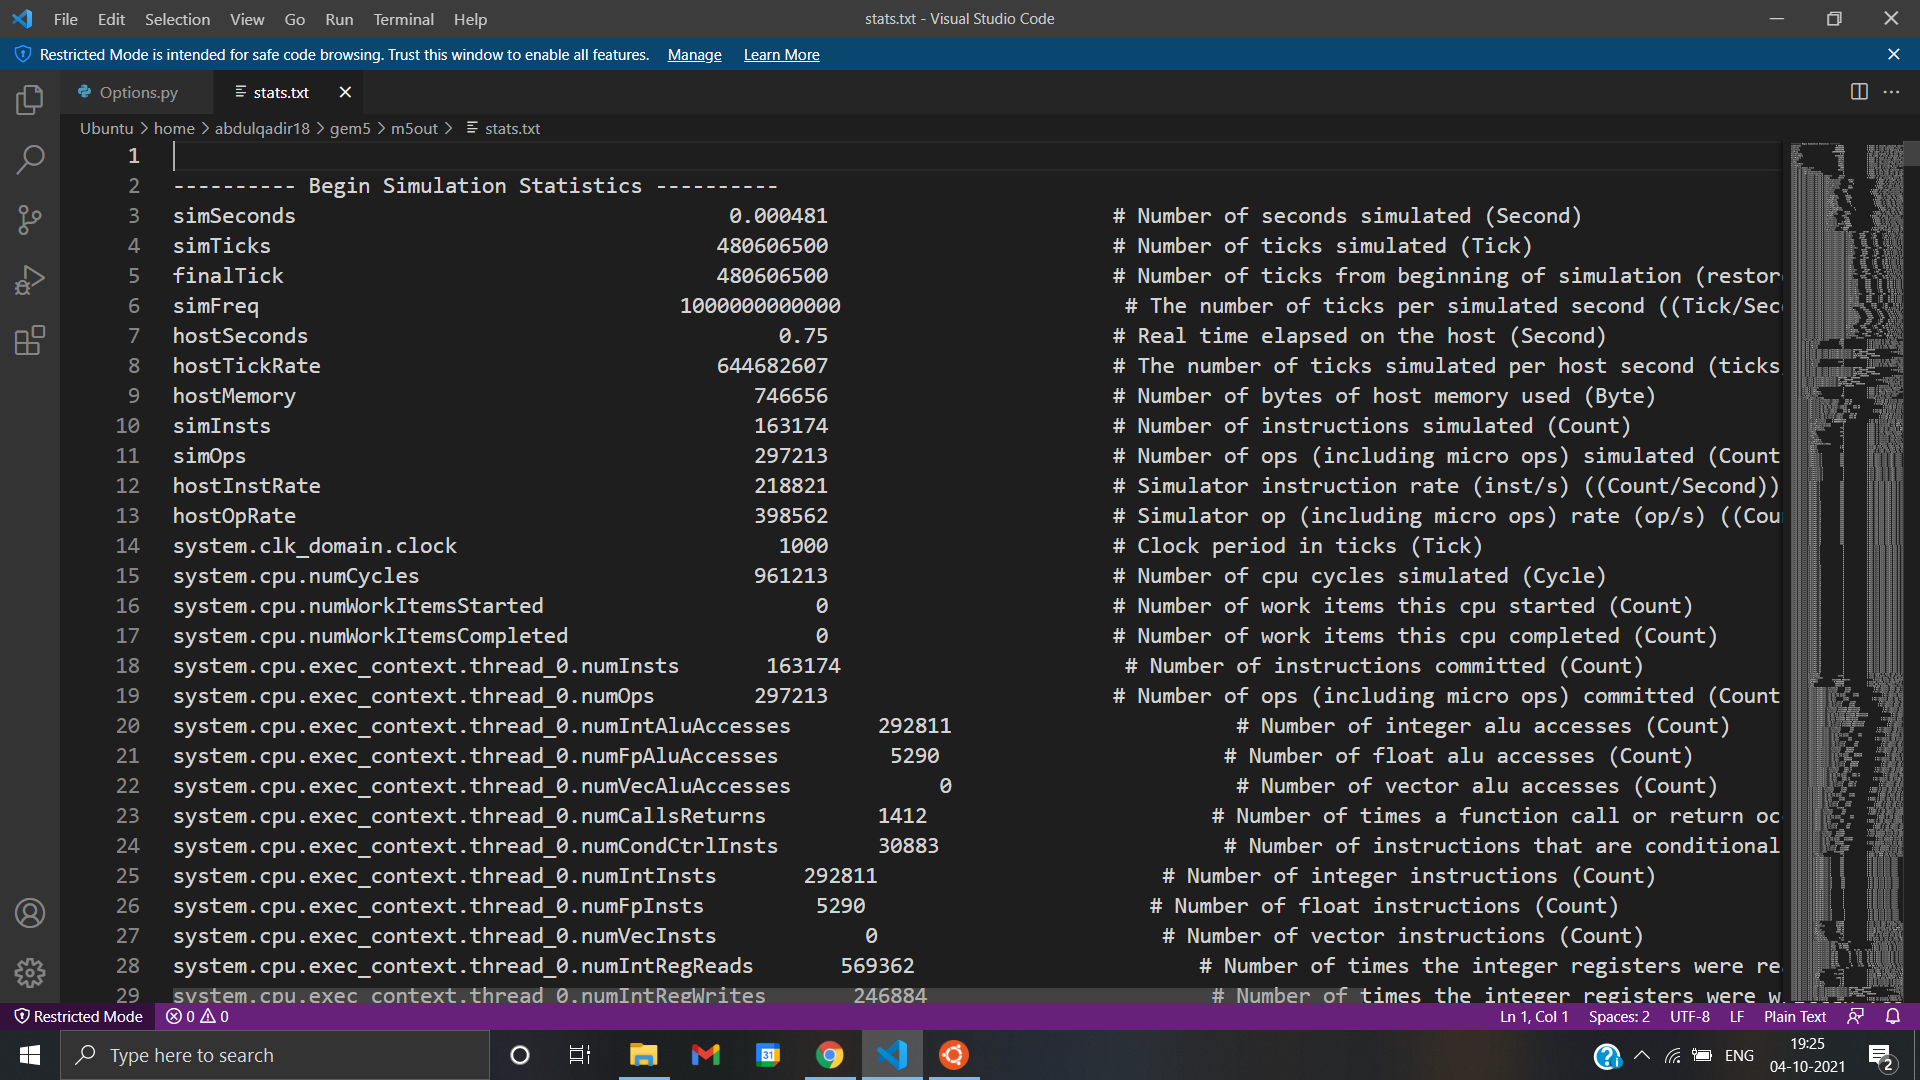 File Edit Selection View Go Run Terminal Help stats.txt - Visual Studio Code
Restricted Mode is intended for safe code browsing. Trust this window to enable all features. Manage Learn More
Options.py stats.txt
Ubuntu > home > abdulqadir18 > gem5 > m5out > stats.txt
1
2 ---------- Begin Simulation Statistics ----------
3 simSeconds 0.000481 # Number of seconds simulated (Second)
4 simTicks 480606500 # Number of ticks simulated (Tick)
5 finalTick 480606500 # Number of ticks from beginning of simulation (restor
6 simFreq 1000000000000 # The number of ticks per simulated second ((Tick/Sec
7 hostSeconds 0.75 # Real time elapsed on the host (Second)
8 hostTickRate 644682607 # The number of ticks simulated per host second (ticks
9 hostMemory 746656 # Number of bytes of host memory used (Byte)
10 simInsts 163174 # Number of instructions simulated (Count)
11 simOps 297213 # Number of ops (including micro ops) simulated (Count
12 hostInstRate 218821 # Simulator instruction rate (inst/s) ((Count/Second))
13 hostOpRate 398562 # Simulator op (including micro ops) rate (op/s) ((Cou
14 system.clk_domain.clock 1000 # Clock period in ticks (Tick)
15 system.cpu.numCycles 961213 # Number of cpu cycles simulated (Cycle)
16 system.cpu.numWorkItemsStarted 0 # Number of work items this cpu started (Count)
17 system.cpu.numWorkItemsCompleted 0 # Number of work items this cpu completed (Count)
18 system.cpu.exec_context.thread_0.numInsts 163174 # Number of instructions committed (Count)
19 system.cpu.exec_context.thread_0.numOps 297213 # Number of ops (including micro ops) committed (Count
20 system.cpu.exec_context.thread_0.numIntAluAccesses 292811 # Number of integer alu accesses (Count)
21 system.cpu.exec_context.thread_0.numFpAluAccesses 5290 # Number of float alu accesses (Count)
22 system.cpu.exec_context.thread_0.numVecAluAccesses 0 # Number of vector alu accesses (Count)
23 system.cpu.exec_context.thread_0.numCallsReturns 1412 # Number of times a function call or return oc
24 system.cpu.exec_context.thread_0.numCondCtrlInsts 30883 # Number of instructions that are conditional
25 system.cpu.exec_context.thread_0.numIntInsts 292811 # Number of integer instructions (Count)
26 system.cpu.exec_context.thread_0.numFpInsts 5290 # Number of float instructions (Count)
27 system.cpu.exec_context.thread_0.numVecInsts 0 # Number of vector instructions (Count)
28 system.cpu.exec_context.thread_0.numIntRegReads 569362 # Number of times the integer registers were re
29 system.cpu.exec_context.thread_0.numIntRegWrites 246884 # Number of times the integer registers were w
Restricted Mode 0 0 Ln 1, Col 1 Spaces: 2 UTF-8 LF Plain Text
Type here to search 31 ENG 19:25
04-10-2021 2